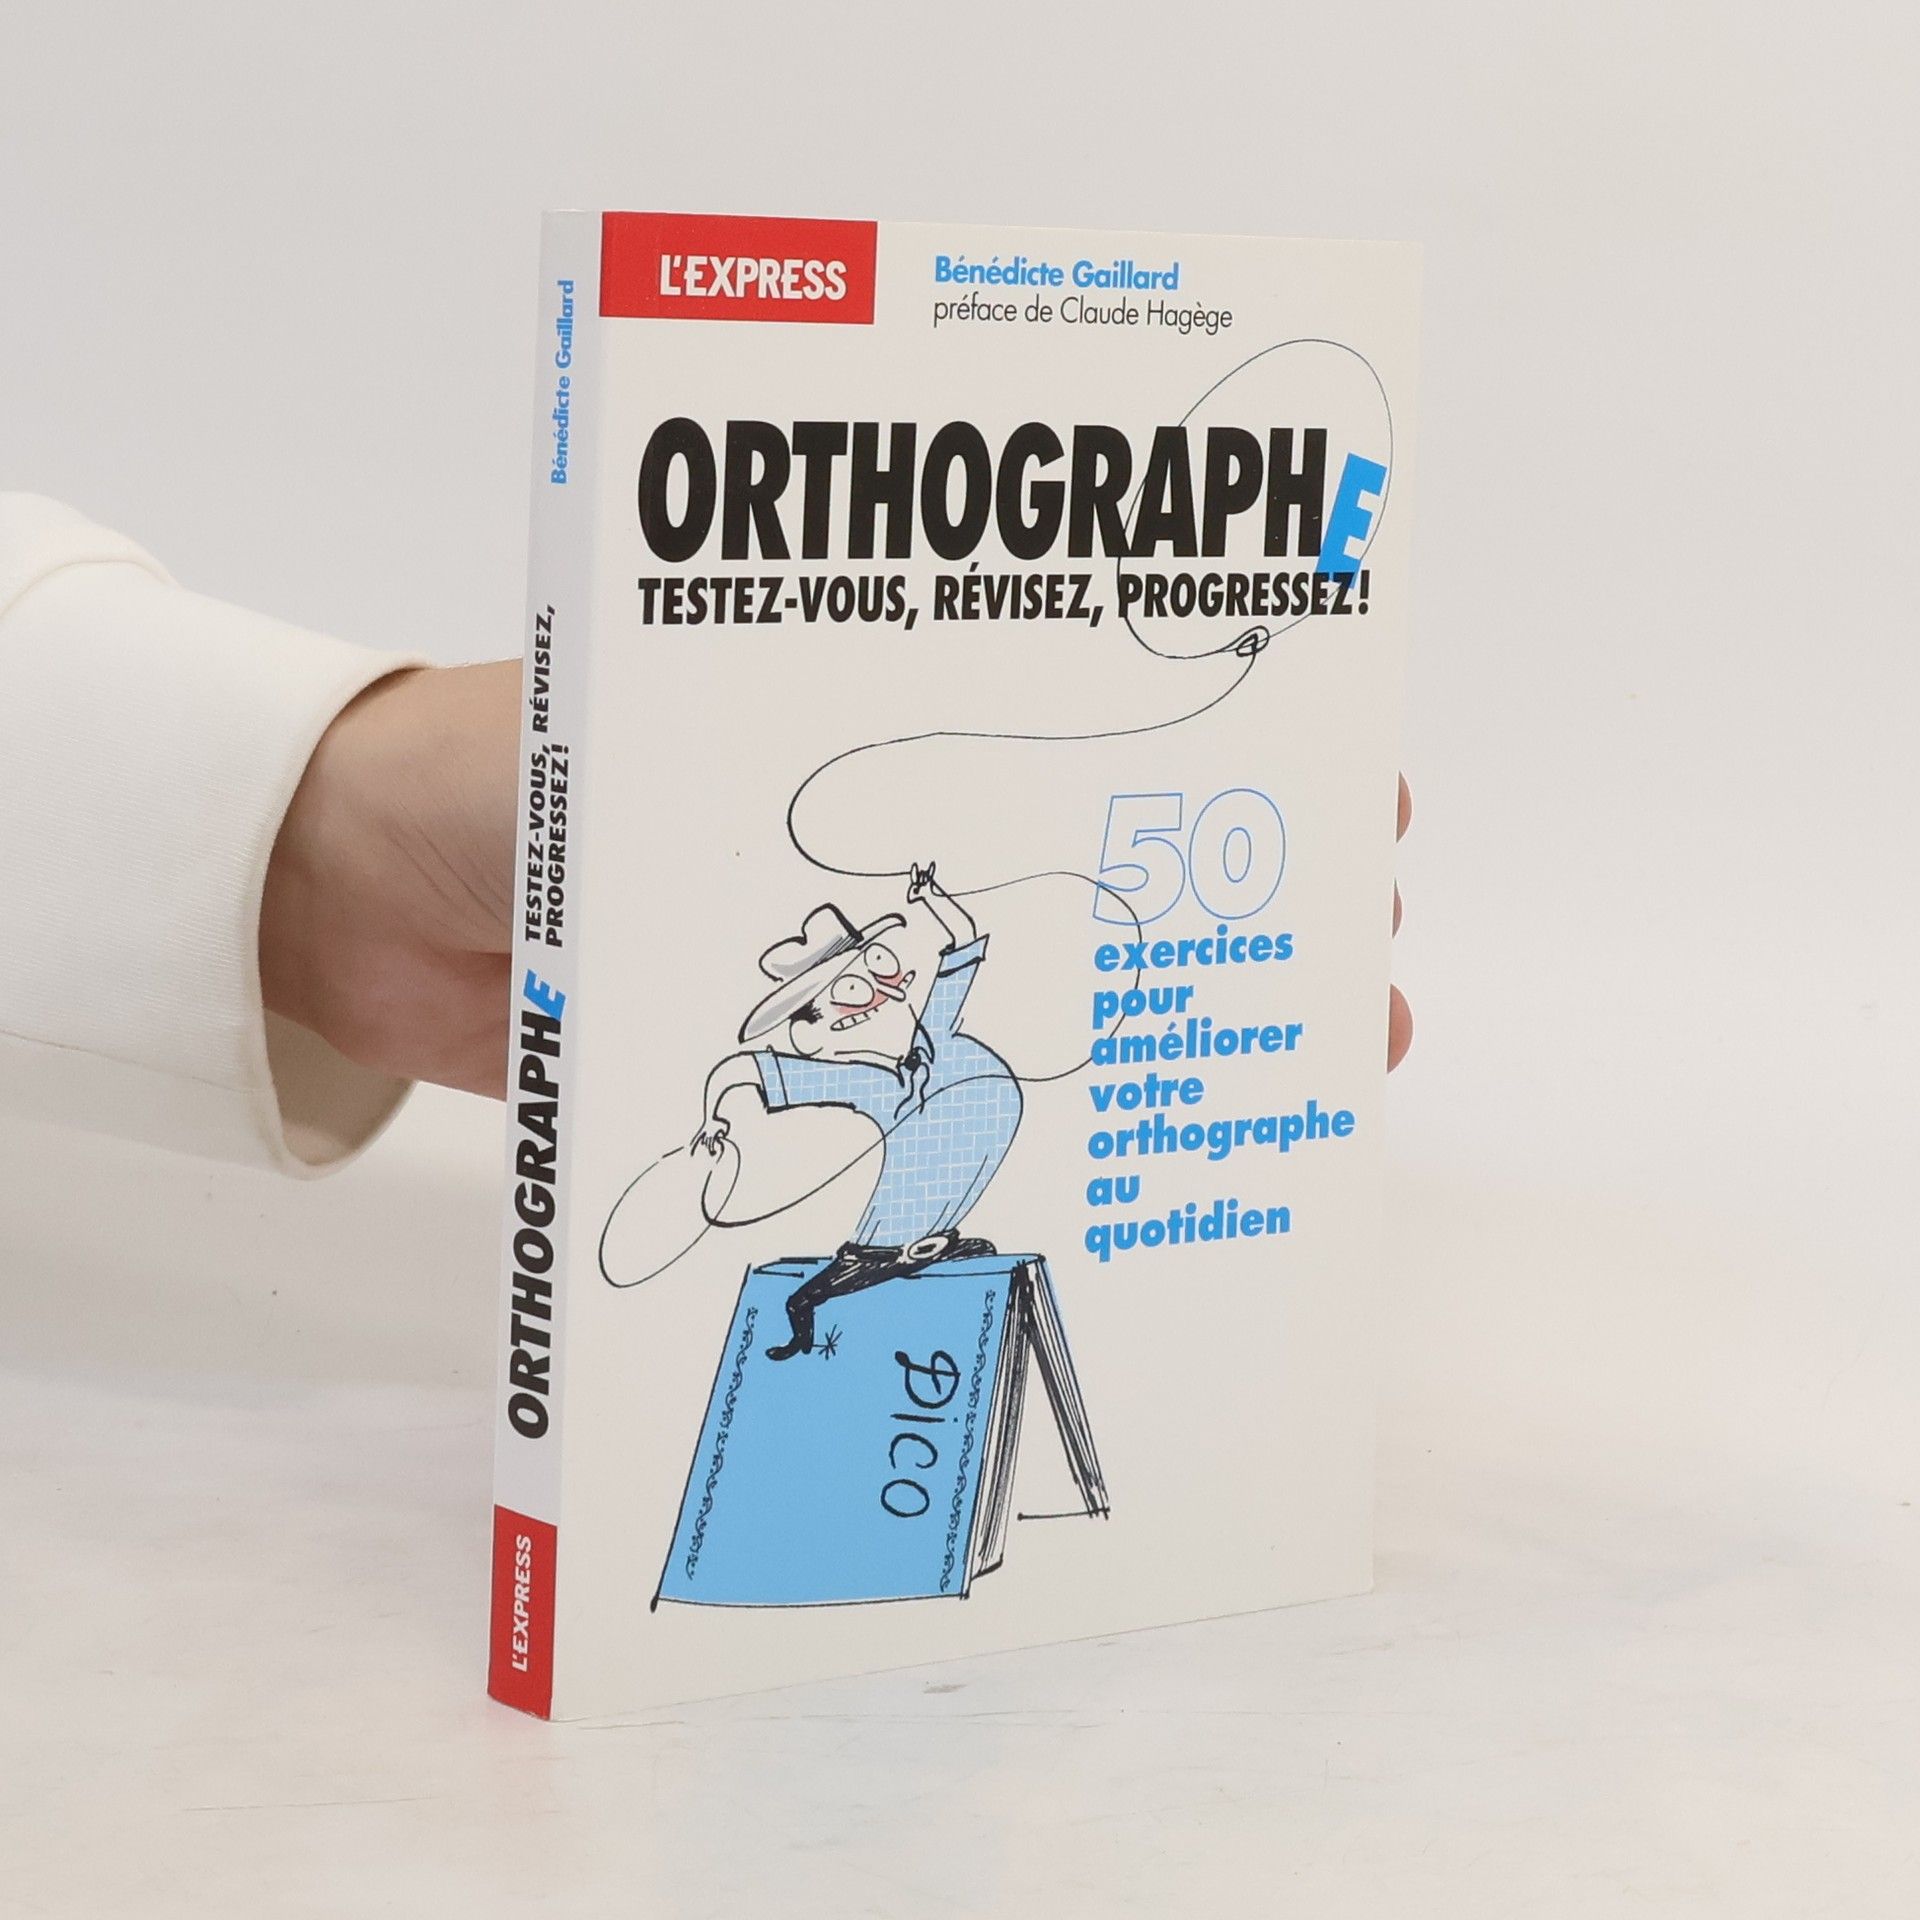 L'EXPRESS
Bénédicte Gaillard
préface de Claude Hagège
ORTHOGRAPHE
TESTEZ-VOUS, RÉVISEZ, PROGRESSEZ!
50
exercices
pour
améliorer
votre
orthographe
au
quotidien
Dico
Bénédicte Gaillard
ORTHOGRAPHE
TESTEZ-VOUS, RÉVISEZ,
PROGRESSEZ!
L'EXPRESS